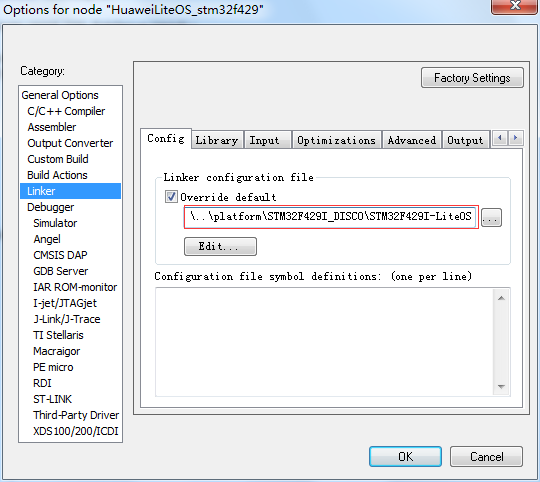 Options for node "HuaweiLiteOS_stm32f429"
Category:
Factory Settings
General Options
C/C++ Compiler
Assembler
Output Converter
Custom Build
Build Actions
Linker
Debugger
Simulator
Angel
CMSIS DAP
GDB Server
IAR ROM-monitor
I-jet/JTAGjet
J-Link/J-Trace
TI Stellaris
Macraigor
PE micro
RDI
ST-LINK
Third-Party Driver
XDS100/200/ICDI
Config Library Input Optimizations Advanced Output
Linker configuration file
Override default
\..\platform\STM32F429I_DISCO\STM32F429I-LiteOS
...
Edit...
Configuration file symbol definitions: (one per line)
OK Cancel